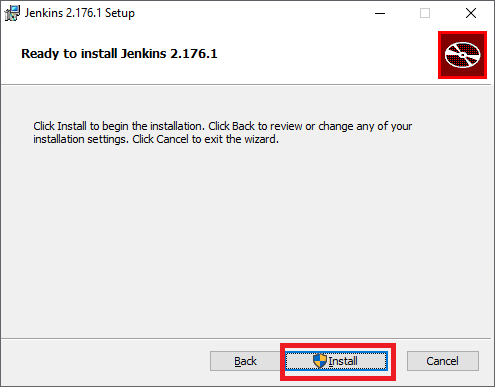 Jenkins 2.176.1 Setup
Ready to install Jenkins 2.176.1
Click Install to begin the installation. Click Back to review or change any of your
installation settings. Click Cancel to exit the wizard.
Back
Install
Cancel